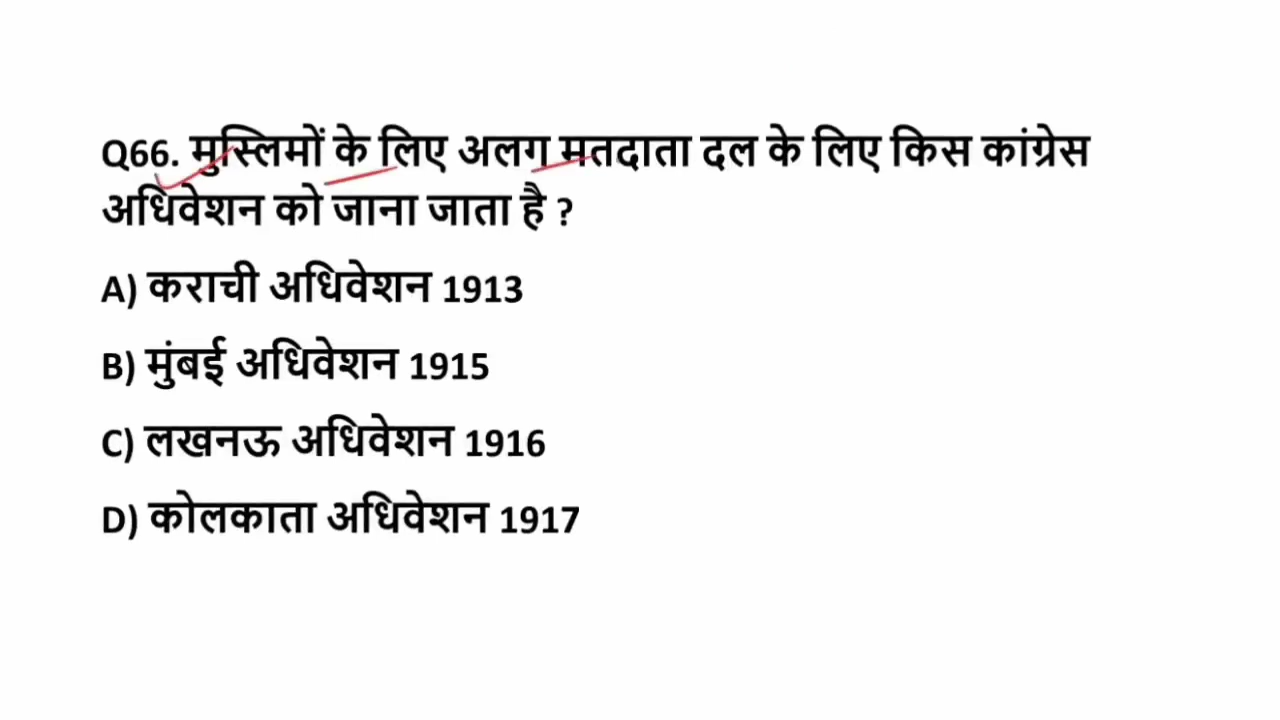 Q66. मुस्लिमों के लिए अलग मतदाता दल के लिए किस कांग्रेस
अधिवेशन को जाना जाता है ?
A) कराची अधिवेशन 1913
B) मुंबई अधिवेशन 1915
C) लखनऊ अधिवेशन 1916
D) कोलकाता अधिवेशन 1917